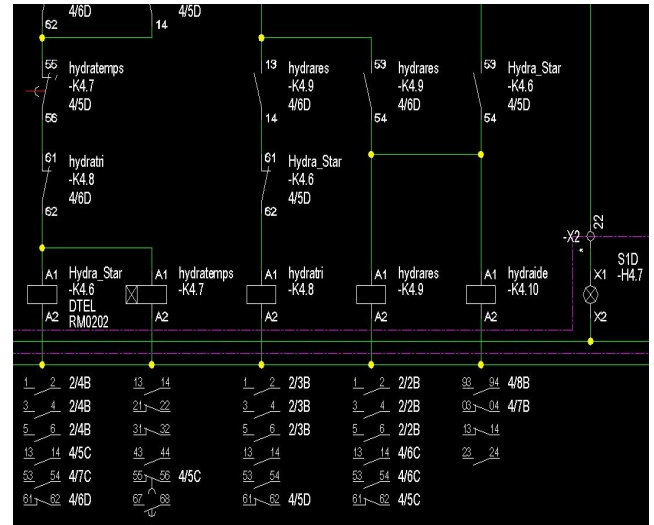 4/6D 4/5D
62 14
55 hydratemps 13 hydrares 53 hydrares 53 Hydra_Star
-K4.7 -K4.9 -K4.9 -K4.6
4/5D 4/6D 4/6D 4/5D
56 14 54 54
61 hydratri 61 Hydra_Star
-K4.8 -K4.6
4/6D 4/5D
62 62
-X2 22
*
S1D
A1 Hydra_Star A1 hydratemps A1 hydratri A1 hydrares A1 hydraide X1 -H4.7
-K4.6 -K4.7 -K4.8 -K4.9 -K4.10
DTEL
A2 RM0202 A2 A2 A2 A2 X2
1 2 2/4B 13 14 1 2 2/3B 1 2 2/2B 93 94 4/8B
3 4 2/4B 21 22 3 4 2/3B 3 4 2/2B 03 04 4/7B
5 6 2/4B 31 32 5 6 2/3B 5 6 2/2B 13 14
13 14 4/5C 43 44 13 14 13 14 4/6C 23 24
53 54 4/7C 55 56 4/5C 53 54 53 54 4/6C
61 62 4/6D 67 68 61 62 4/5D 61 62 4/5C